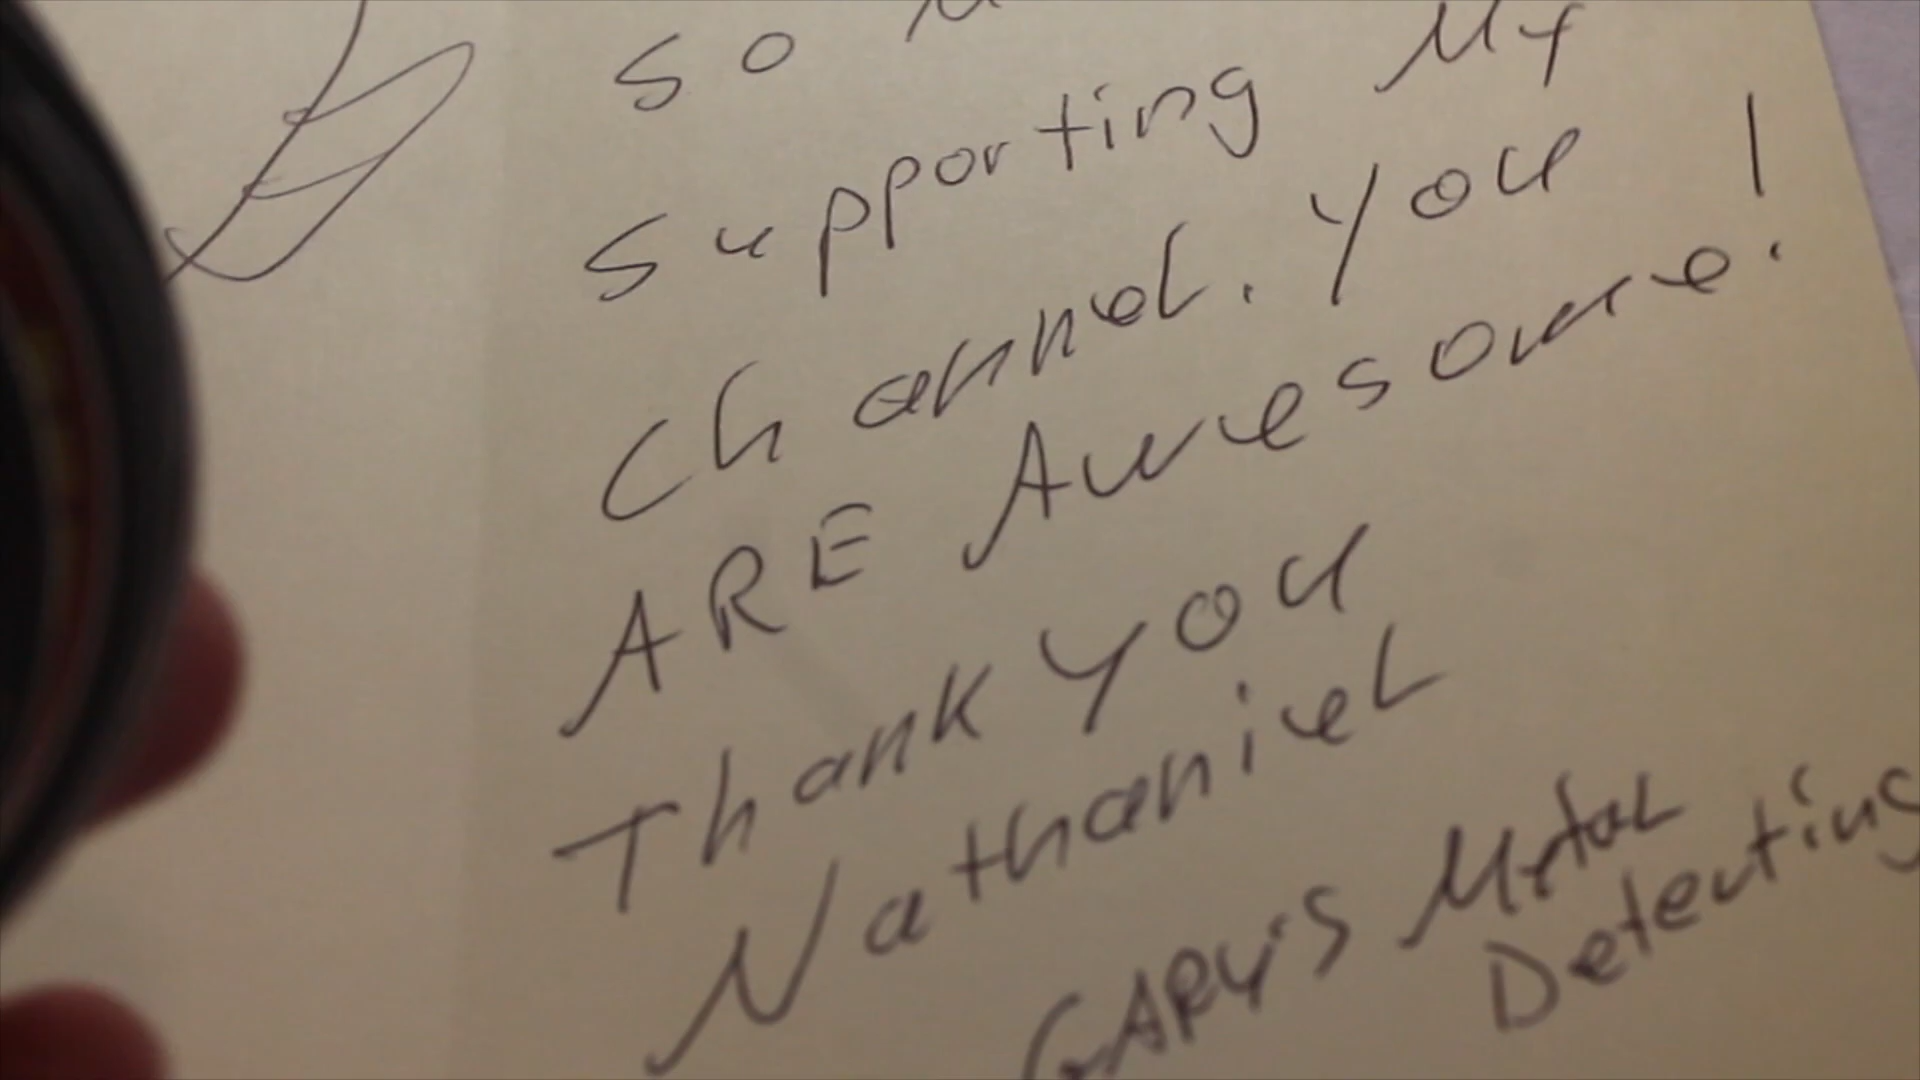 so
supporting My
channel. You
ARE Awesome!
Thank You
Nathaniel
GARY'S Metal
Detecting